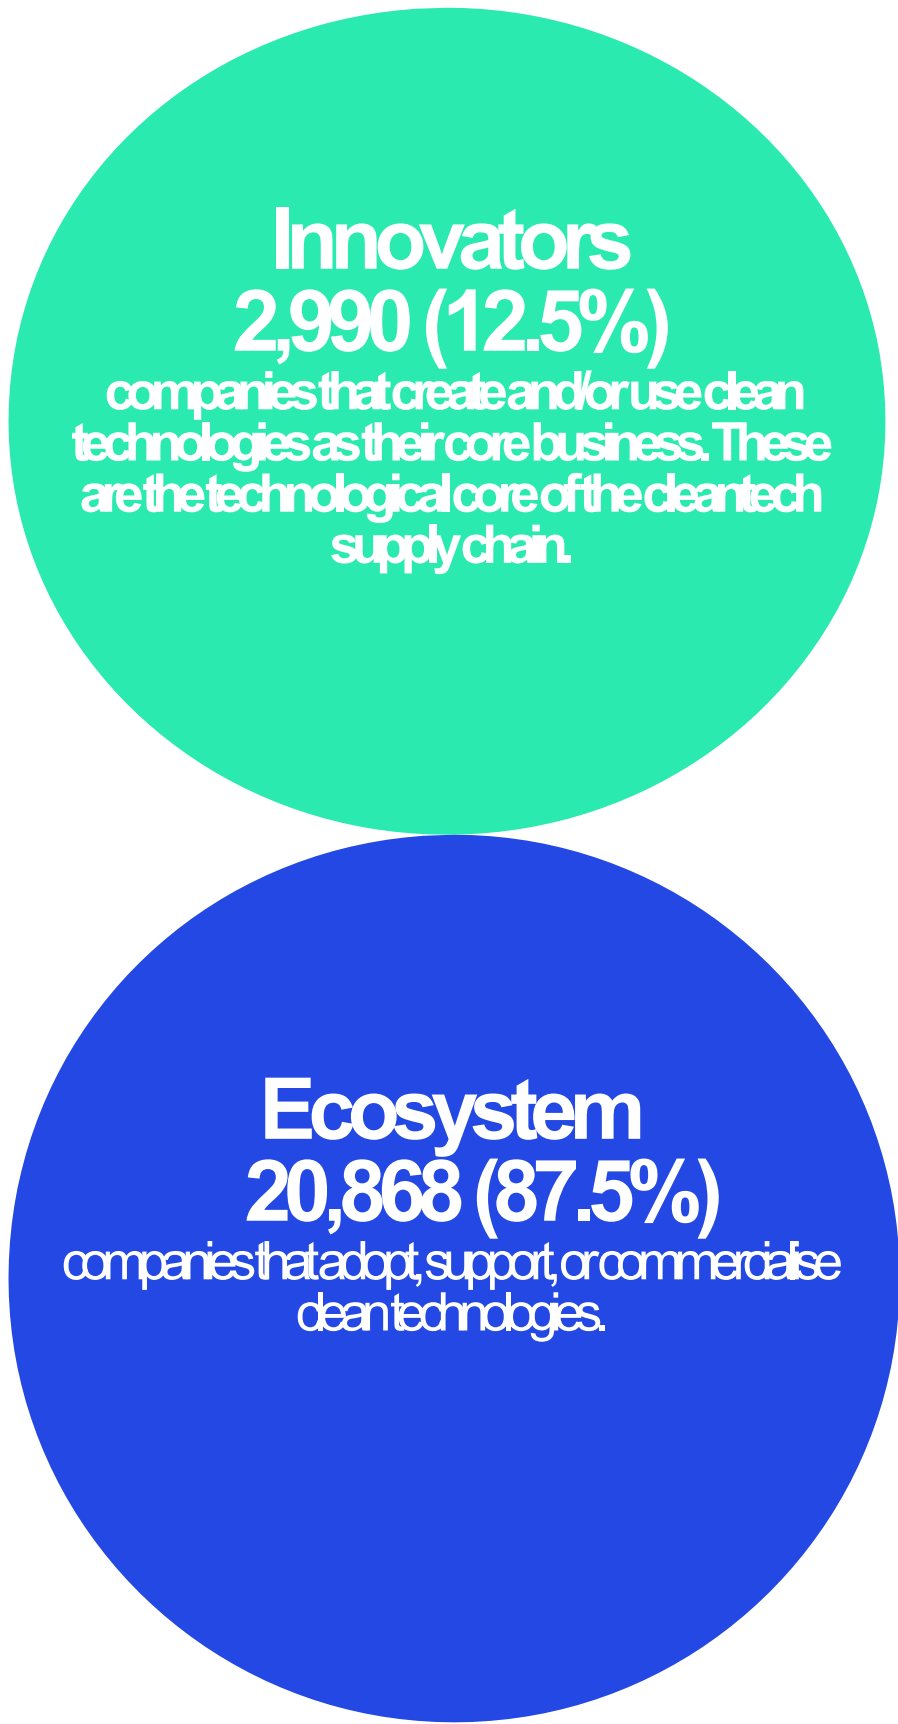 Innovators
2,990 (12.5%)
companies that create and/or use clean
technologies as their core business. These
are the technological core of the cleantech
supply chain.
Ecosystem
20,868 (87.5%)
companies that adopt, support, or commercialise
clean technologies.